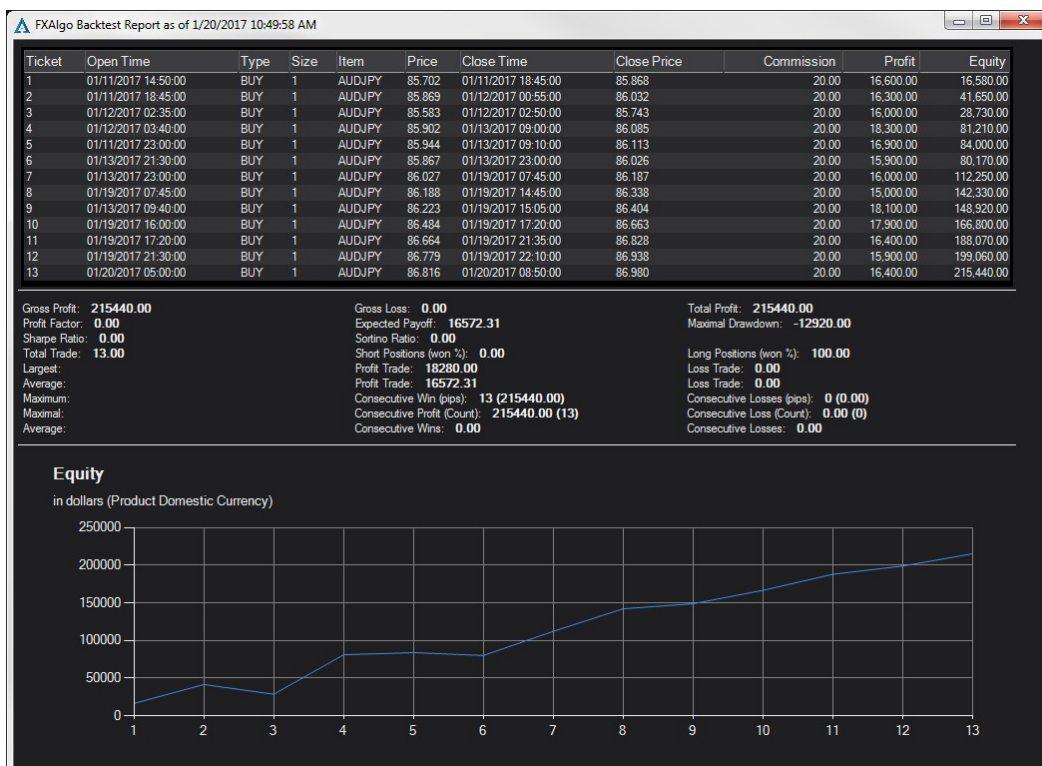 FXAlgo Backtest Report as of 1/20/2017 10:49:58 AM
Ticket Open Time Type Size Item Price Close Time Close Price Commission Profit Equity
1 01/11/2017 14:50:00 BUY 1 AUDJPY 85.702 01/11/2017 18:45:00 85.868 20.00 16,600.00 16,580.00
2 01/11/2017 18:45:00 BUY 1 AUDJPY 85.869 01/12/2017 00:55:00 86.032 20.00 16,300.00 41,650.00
3 01/12/2017 02:35:00 BUY 1 AUDJPY 85.583 01/12/2017 02:50:00 85.743 20.00 16,000.00 28,730.00
4 01/12/2017 03:40:00 BUY 1 AUDJPY 85.902 01/13/2017 09:00:00 86.085 20.00 18,300.00 81,210.00
5 01/11/2017 23:00:00 BUY 1 AUDJPY 85.944 01/13/2017 09:10:00 86.113 20.00 16,900.00 84,000.00
6 01/13/2017 21:30:00 BUY 1 AUDJPY 85.867 01/13/2017 23:00:00 86.026 20.00 15,900.00 80,170.00
7 01/13/2017 23:00:00 BUY 1 AUDJPY 86.027 01/19/2017 07:45:00 86.187 20.00 16,000.00 112,250.00
8 01/19/2017 07:45:00 BUY 1 AUDJPY 86.188 01/19/2017 14:45:00 86.338 20.00 15,000.00 142,330.00
9 01/13/2017 09:40:00 BUY 1 AUDJPY 86.223 01/19/2017 15:05:00 86.404 20.00 18,100.00 148,920.00
10 01/19/2017 16:00:00 BUY 1 AUDJPY 86.484 01/19/2017 17:20:00 86.663 20.00 17,900.00 166,800.00
11 01/19/2017 17:20:00 BUY 1 AUDJPY 86.664 01/19/2017 21:35:00 86.828 20.00 16,400.00 188,070.00
12 01/19/2017 21:30:00 BUY 1 AUDJPY 86.779 01/19/2017 22:10:00 86.938 20.00 15,900.00 199,060.00
13 01/20/2017 05:00:00 BUY 1 AUDJPY 86.816 01/20/2017 08:50:00 86.980 20.00 16,400.00 215,440.00
Gross Profit: 215440.00 Gross Loss: 0.00 Total Profit: 215440.00
Profit Factor: 0.00 Expected Payoff: 16572.31 Maximal Drawdown: -12920.00
Sharpe Ratio: 0.00 Sortino Ratio: 0.00
Total Trade: 13.00 Short Positions (won %): 0.00 Long Positions (won %): 100.00
Largest: Profit Trade: 18280.00 Loss Trade: 0.00
Average: Profit Trade: 16572.31 Loss Trade: 0.00
Maximum: Consecutive Win (pips): 13 (215440.00) Consecutive Losses (pips): 0 (0.00)
Maximal: Consecutive Profit (Count): 215440.00 (13) Consecutive Loss (Count): 0.00 (0)
Average: Consecutive Wins: 0.00 Consecutive Losses: 0.00
Equity
in dollars (Product Domestic Currency)
250000
200000
150000
100000
50000
0
1 2 3 4 5 6 7 8 9 10 11 12 13